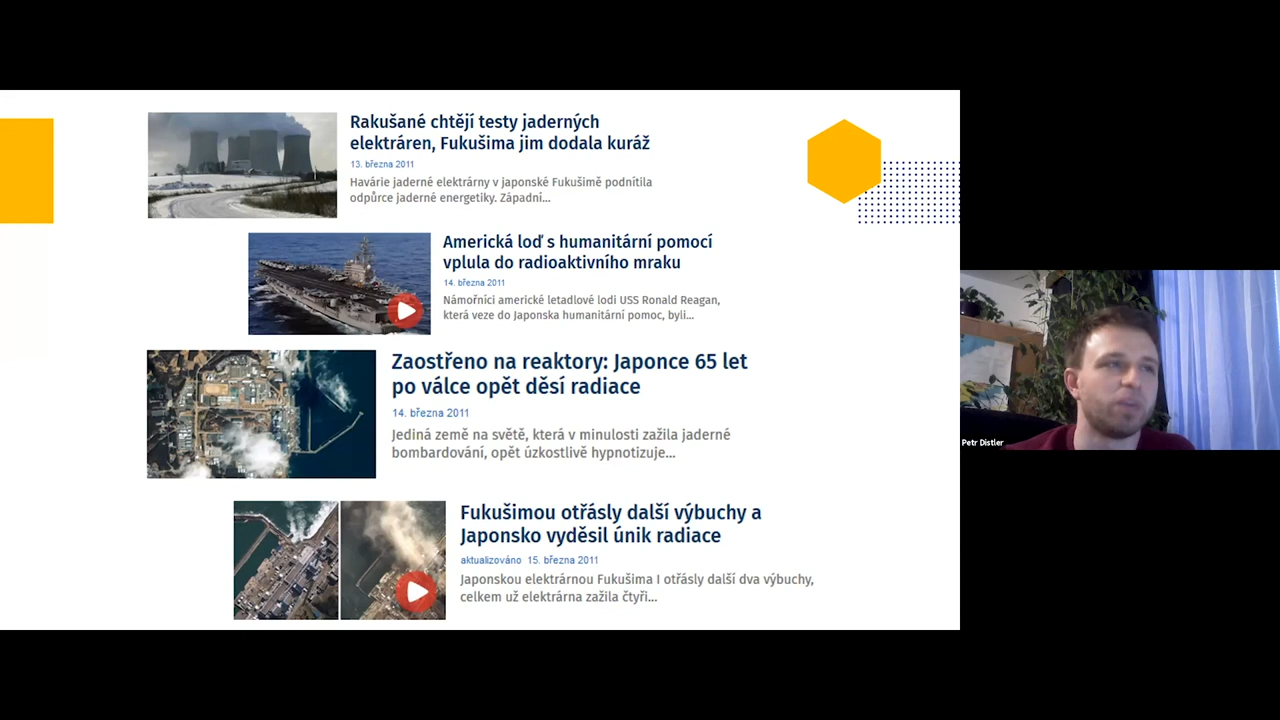 Rakušané chtějí testy jaderných
elektráren, Fukušima jim dodala kuráž
13. března 2011
Havárie jaderné elektrárny v japonské Fukušimě podnítila
odpůrce jaderné energetiky. Západní...
Americká loď s humanitární pomocí
vplula do radioaktivního mraku
14. března 2011
Námořníci americké letadlové lodi USS Ronald Reagan,
která veze do Japonska humanitární pomoc, byli...
Zaostřeno na reaktory: Japonce 65 let
po válce opět děsí radiace
14. března 2011
Jediná země na světě, která v minulosti zažila jaderné
bombardování, opět úzkostlivě hypnotizuje...
Fukušimou otřásly další výbuchy a
Japonsko vyděsil únik radiace
aktualizováno 15. března 2011
Japonskou elektrárnou Fukušima I otřásly další dva výbuchy,
celkem už elektrárna zažila čtyři...
Petr Distler